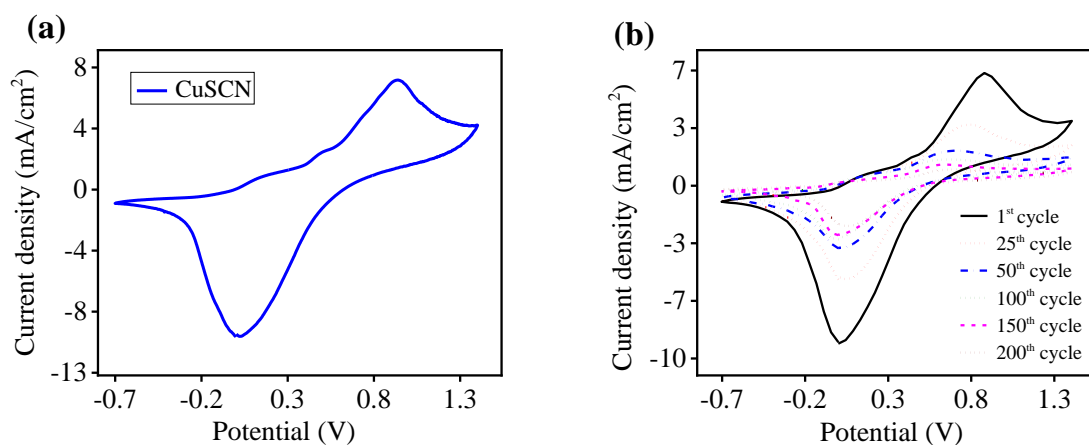 (a)
Current density (mA/cm²)
8
4
0
-4
-8
-13
CuSCN
-0.7
-0.2
0.3
0.8
1.3
Potential (V)
(b)
Current density (mA/cm²)
7
3
0
-3
-7
-10
1ˢᵗ cycle
25ᵗʰ cycle
50ᵗʰ cycle
100ᵗʰ cycle
150ᵗʰ cycle
200ᵗʰ cycle
-0.7
-0.2
0.3
0.8
1.3
Potential (V)